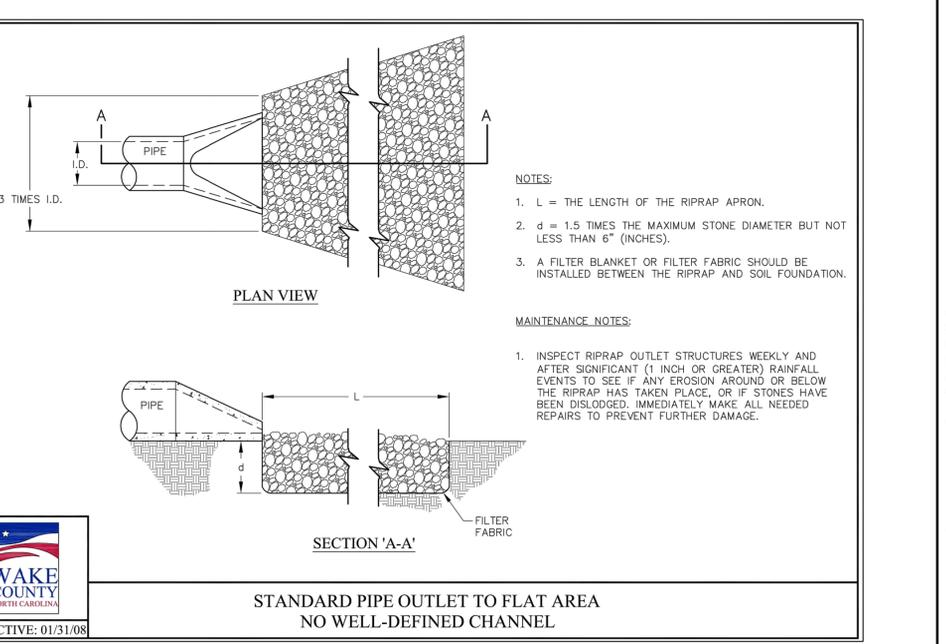 A
A
PIPE
I.D.
3 TIMES I.D.
PLAN VIEW
NOTES:
1. L = THE LENGTH OF THE RIPRAP APRON.
2. d = 1.5 TIMES THE MAXIMUM STONE DIAMETER BUT NOT
LESS THAN 6" (INCHES).
3. A FILTER BLANKET OR FILTER FABRIC SHOULD BE
INSTALLED BETWEEN THE RIPRAP AND SOIL FOUNDATION.
MAINTENANCE NOTES:
1. INSPECT RIPRAP OUTLET STRUCTURES WEEKLY AND
AFTER SIGNIFICANT (1 INCH OR GREATER) RAINFALL
EVENTS TO SEE IF ANY EROSION AROUND OR BELOW
THE RIPRAP HAS TAKEN PLACE, OR IF STONES HAVE
BEEN DISLODGED. IMMEDIATELY MAKE ALL NEEDED
REPAIRS TO PREVENT FURTHER DAMAGE.
PIPE
L
d
FILTER
FABRIC
SECTION 'A-A'
WAKE
COUNTY
NORTH CAROLINA
CTIVE: 01/31/08
STANDARD PIPE OUTLET TO FLAT AREA
NO WELL-DEFINED CHANNEL